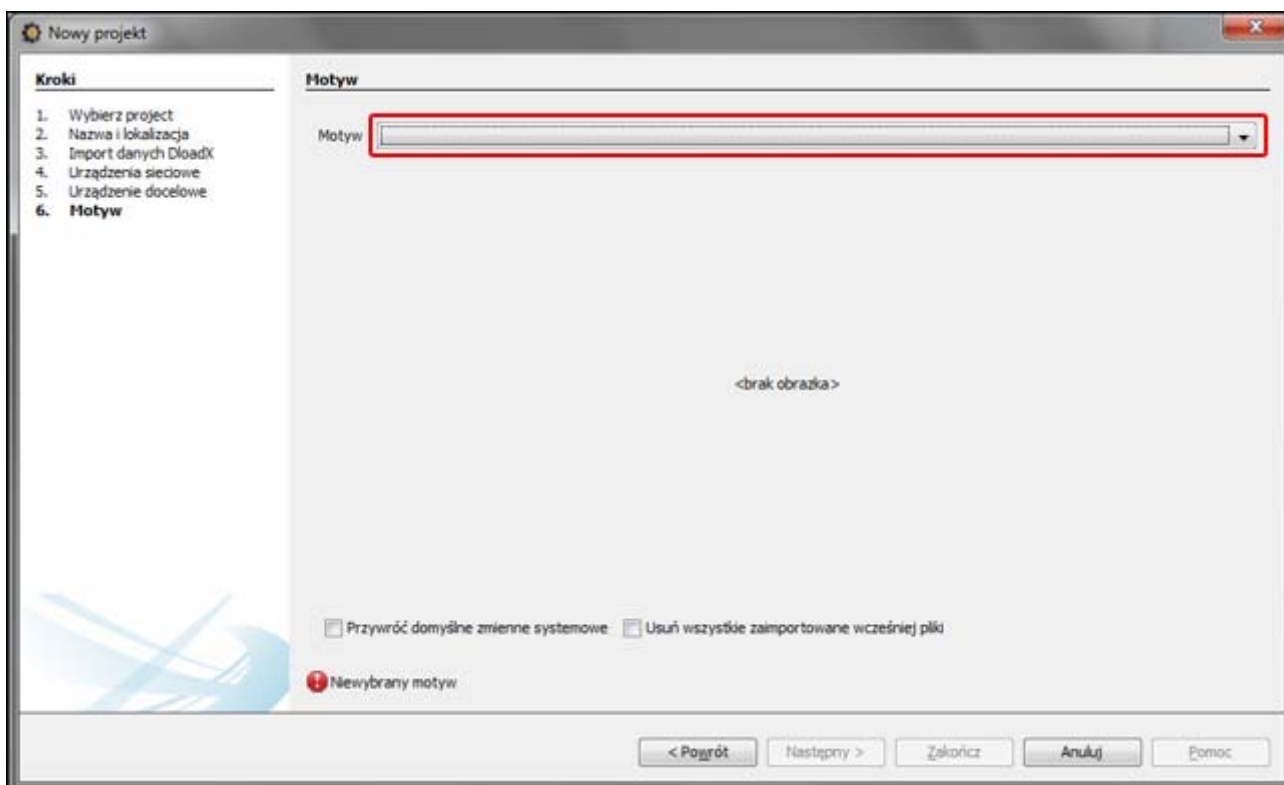 Nowy projekt
Kroki
1. Wybierz project
2. Nazwa i lokalizacja
3. Import danych DloadX
4. Urządzenia sieciowe
5. Urządzenie docelowe
6. Motyw
Motyw
Motyw
<brak obrazka>
Przywróć domyślne zmienne systemowe Usuń wszystkie zaimportowane wcześniej pliki
Niewybrany motyw
< Powrót Następny > Zakończ Anuluj Pomoc